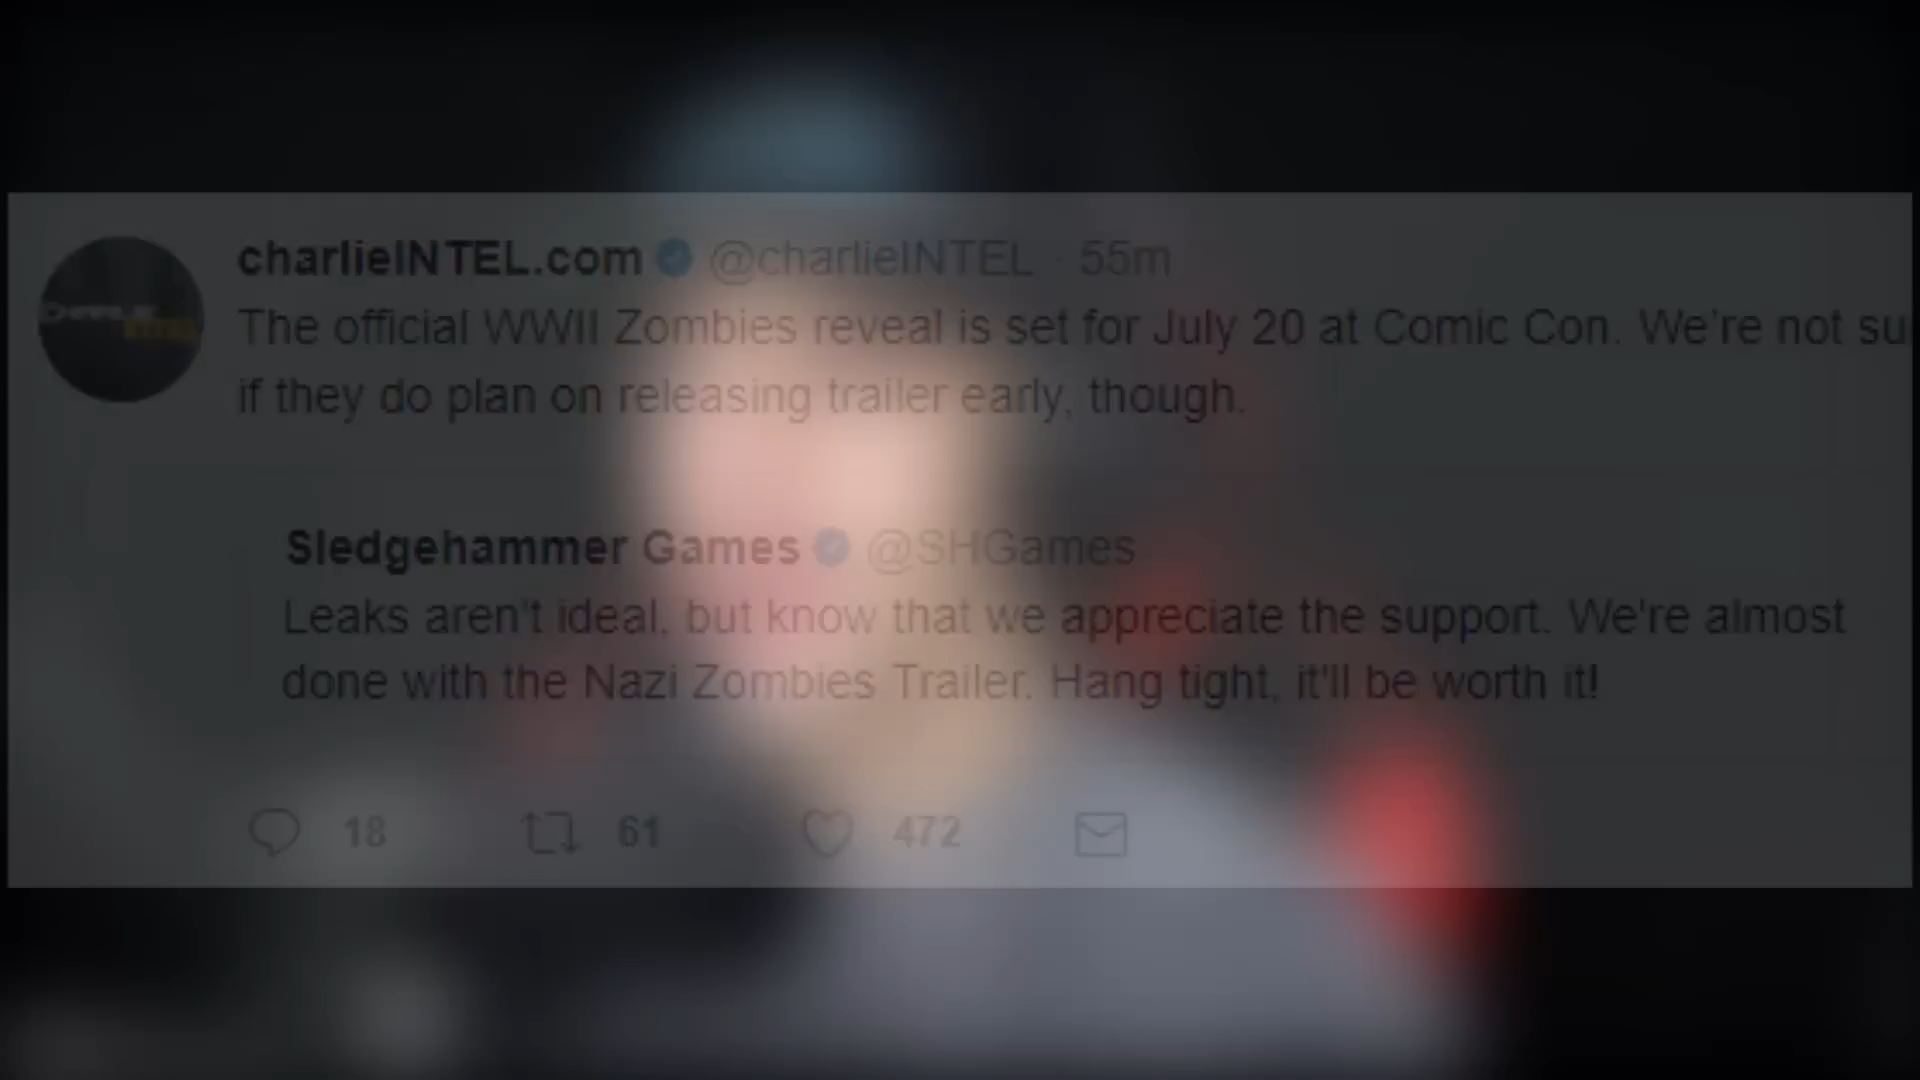 charlieINTEL.com @charlieINTEL · 55m
The official WWII Zombies reveal is set for July 20 at Comic Con. We're not su
if they do plan on releasing trailer early, though.
Sledgehammer Games @SHGames
Leaks aren't ideal, but know that we appreciate the support. We're almost
done with the Nazi Zombies Trailer. Hang tight, it'll be worth it!
18 61 472